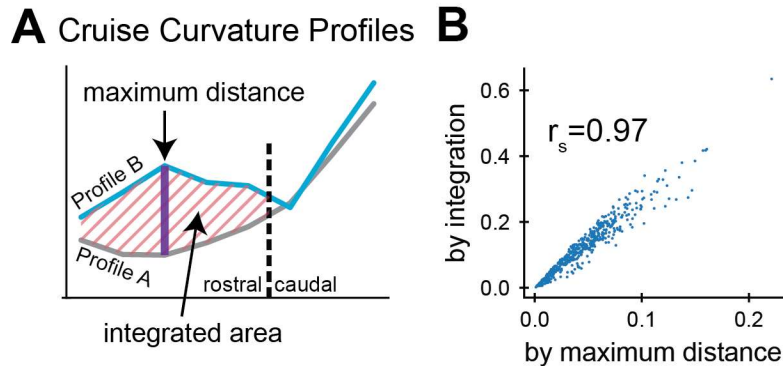 A Cruise Curvature Profiles
maximum distance
Profile B
Profile A
rostral caudal
integrated area
B
r_s=0.97
by integration
0.6
0.4
0.2
0.0
0.0 0.1 0.2
by maximum distance